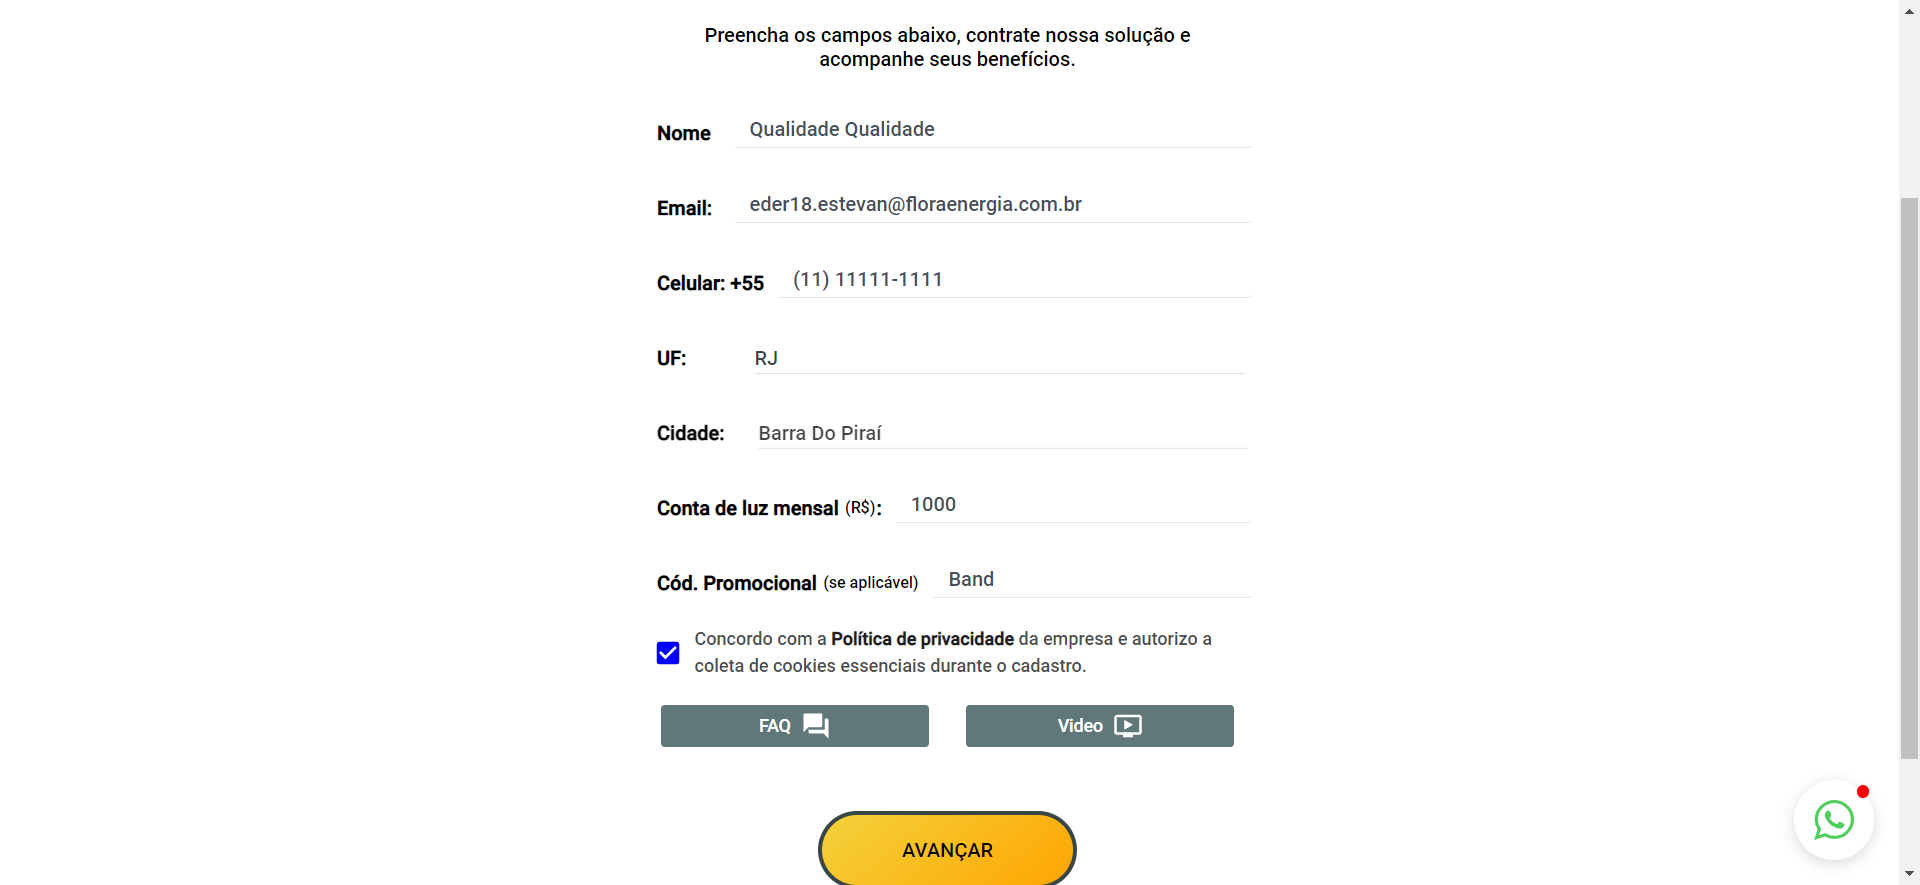 Preencha os campos abaixo, contrate nossa solução e
acompanhe seus benefícios.
Nome Qualidade Qualidade
Email: eder18.estevan@floraenergia.com.br
Celular: +55 (11) 11111-1111
UF: RJ
Cidade: Barra Do Piraí
Conta de luz mensal (R$): 1000
Cód. Promocional (se aplicável) Band
Concordo com a Política de privacidade da empresa e autorizo a
coleta de cookies essenciais durante o cadastro.
FAQ Video
AVANÇAR